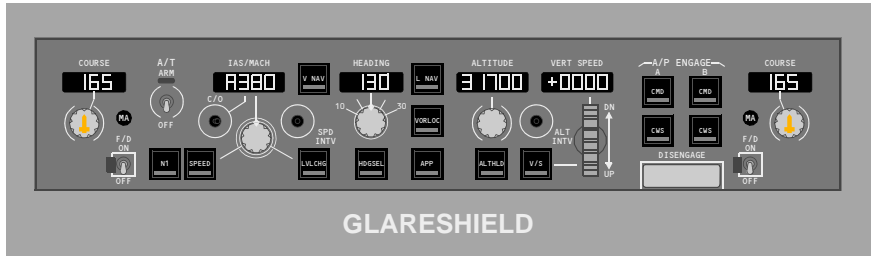 COURSE
165
MA
F/D
ON
OFF
A/T
ARM
OFF
N1
SPEED
IAS/MACH
A380
C/O
SPD
INTV
V NAV
LVLCHG
HEADING
130
10
30
HDGSEL
L NAV
VORLOC
APP
ALTITUDE
31700
ALTHLD
VERT SPEED
+0000
ALT
INTV
V/S
DN
UP
A/P ENGAGE
A B
CMD CMD
CWS CWS
DISENGAGE
COURSE
165
MA
F/D
ON
OFF
GLARESHIELD